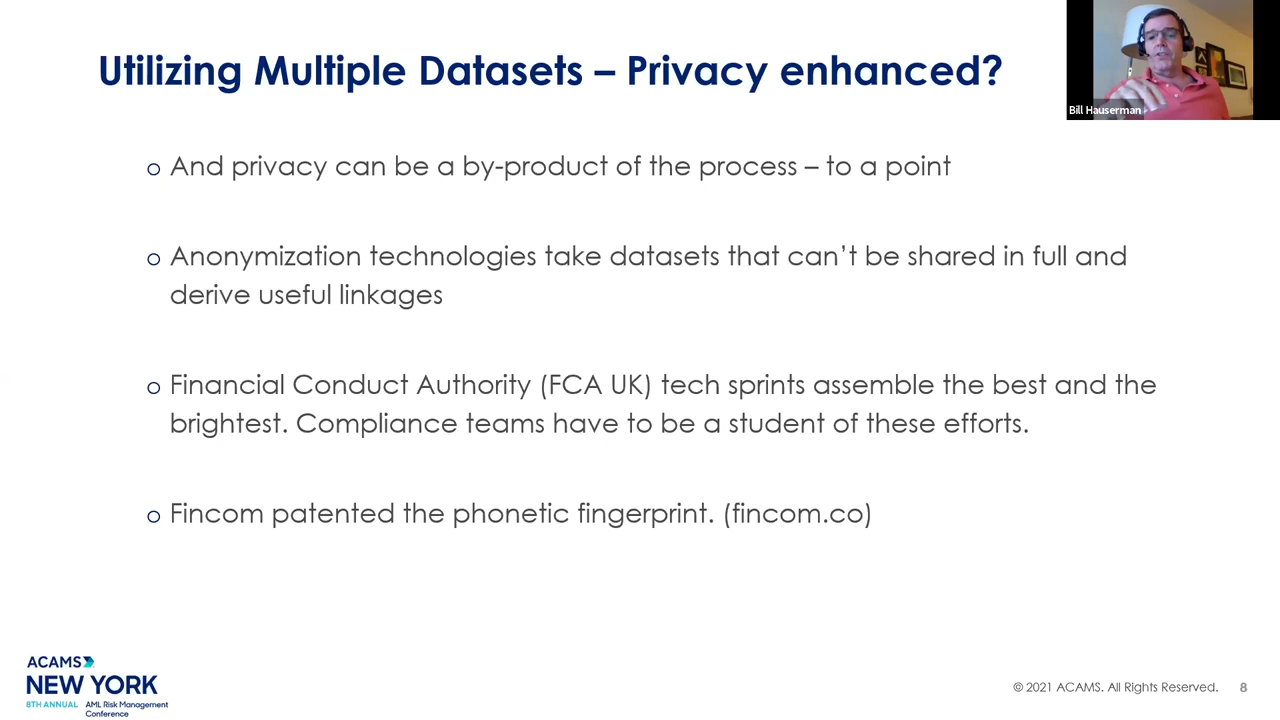 Utilizing Multiple Datasets – Privacy enhanced?
Bill Hauserman
o And privacy can be a by-product of the process – to a point
o Anonymization technologies take datasets that can’t be shared in full and
derive useful linkages
o Financial Conduct Authority (FCA UK) tech sprints assemble the best and the
brightest. Compliance teams have to be a student of these efforts.
o Fincom patented the phonetic fingerprint. (fincom.co)
ACAMS
NEW YORK
8TH ANNUAL AML Risk Management
Conference
© 2021 ACAMS. All Rights Reserved. 8